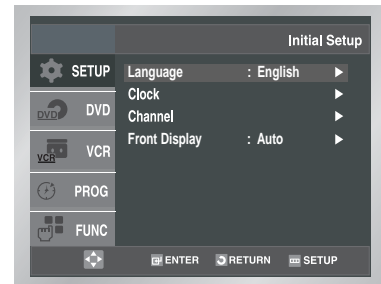 Initial Setup
SETUP
Language : English ►
Clock ►
DVD DVD
Channel ►
VCR VCR
Front Display : Auto ►
PROG
FUNC
ENTER RETURN SETUP